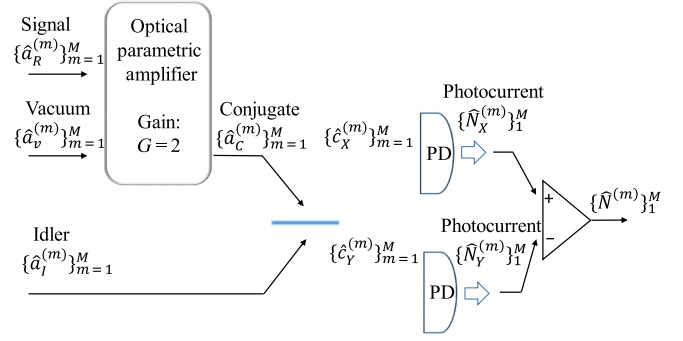 Signal
{â_R^(m)}_{m=1}^M
Optical
parametric
amplifier
Gain:
G=2
Vacuum
{â_v^(m)}_{m=1}^M
Conjugate
{â_C^(m)}_{m=1}^M
Idler
{â_I^(m)}_{m=1}^M
{ĉ_X^(m)}_{m=1}^M
PD
Photocurrent
{N̂_X^(m)}_1^M
{ĉ_Y^(m)}_{m=1}^M
PD
Photocurrent
{N̂_Y^(m)}_1^M
+
−
{N̂^(m)}_1^M